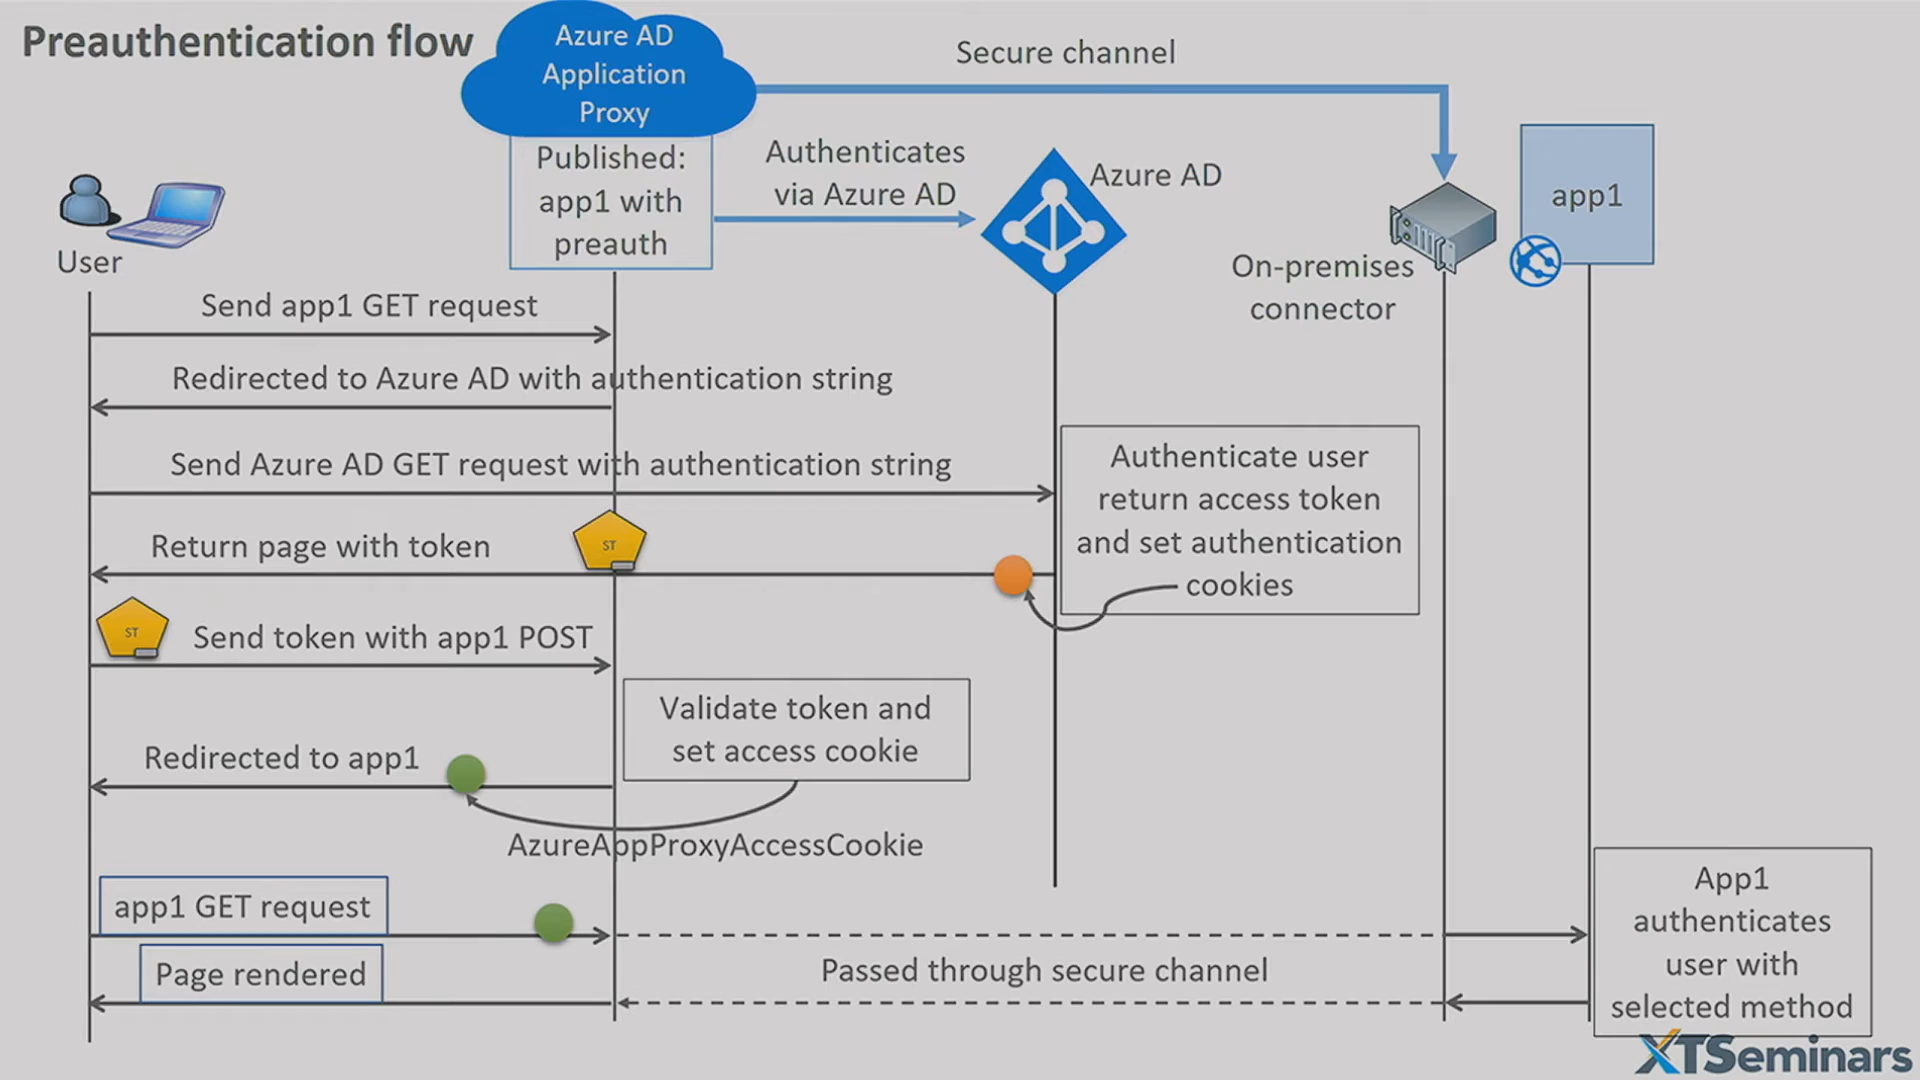 Preauthentication flow
Azure AD
Application
Proxy
Secure channel
Published:
app1 with
preauth
Authenticates
via Azure AD
Azure AD
app1
User
On-premises
connector
Send app1 GET request
Redirected to Azure AD with authentication string
Send Azure AD GET request with authentication string
Authenticate user
return access token
and set authentication
cookies
Return page with token
ST
ST
Send token with app1 POST
Validate token and
set access cookie
Redirected to app1
AzureAppProxyAccessCookie
app1 GET request
Page rendered
Passed through secure channel
App1
authenticates
user with
selected method
XTSeminars